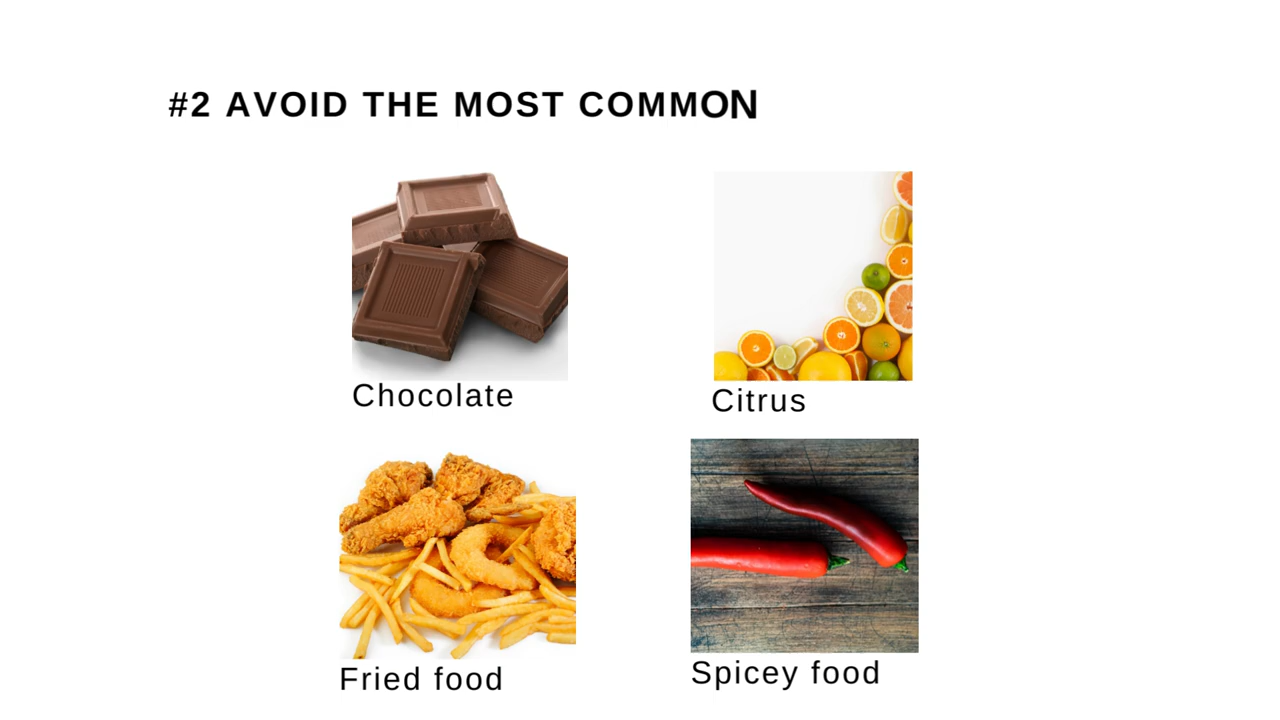 #2 AVOID THE MOST COMMON
Chocolate
Citrus
Fried food
Spicey food